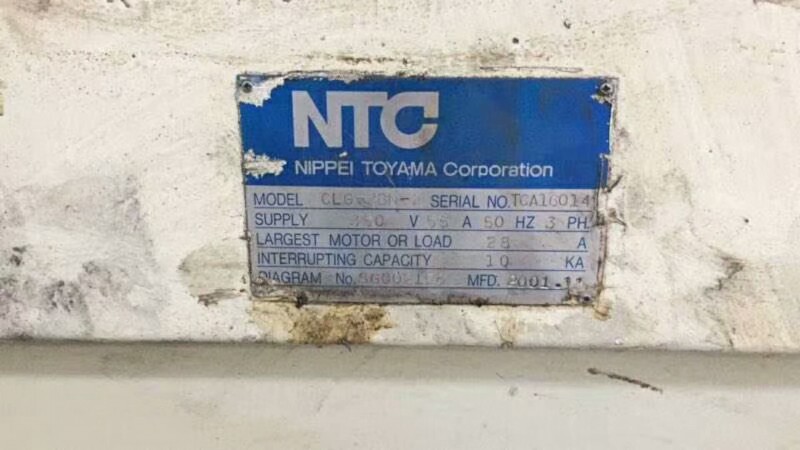 NTC
NIPPEI TOYAMA Corporation
MODEL SERIAL NO. TCA16014
SUPPLY V A HZ 3 PH
LARGEST MOTOR OR LOAD 28 A
INTERRUPTING CAPACITY 10 KA
DIAGRAM No. MFD. 2001-11